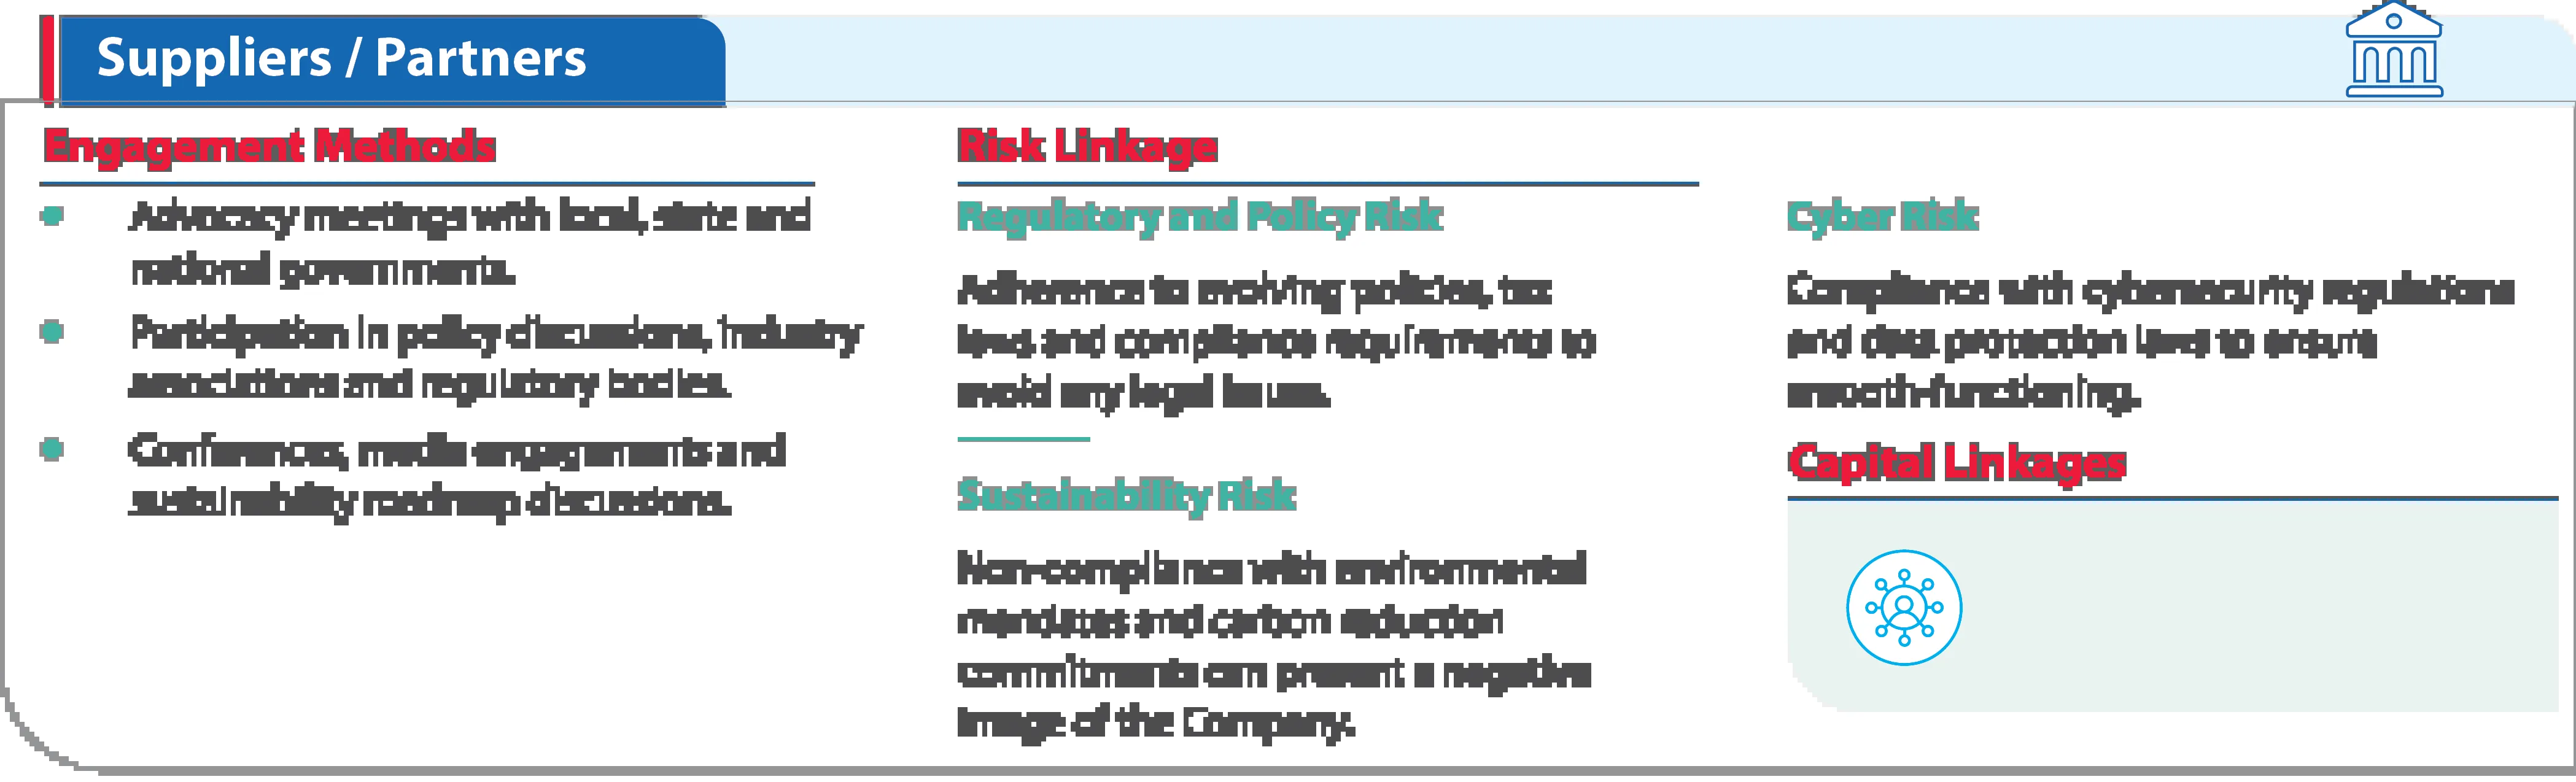 Suppliers / Partners
Engagement Methods
Advocacy meetings with local, state and
national governments.
Participation in policy discussions, industry
associations and regulatory bodies.
Conferences, media engagements and
sustainability roadmap discussions.
Risk Linkage
Regulatory and Policy Risk
Adherence to evolving policies, tax
laws, and compliance requirements to
avoid any legal issues.
Sustainability Risk
Non-compliance with environmental
mandates and carbon reduction
commitments can present a negative
image of the Company.
Cyber Risk
Compliance with cybersecurity regulations
and data protection laws to ensure
smooth functioning.
Capital Linkages